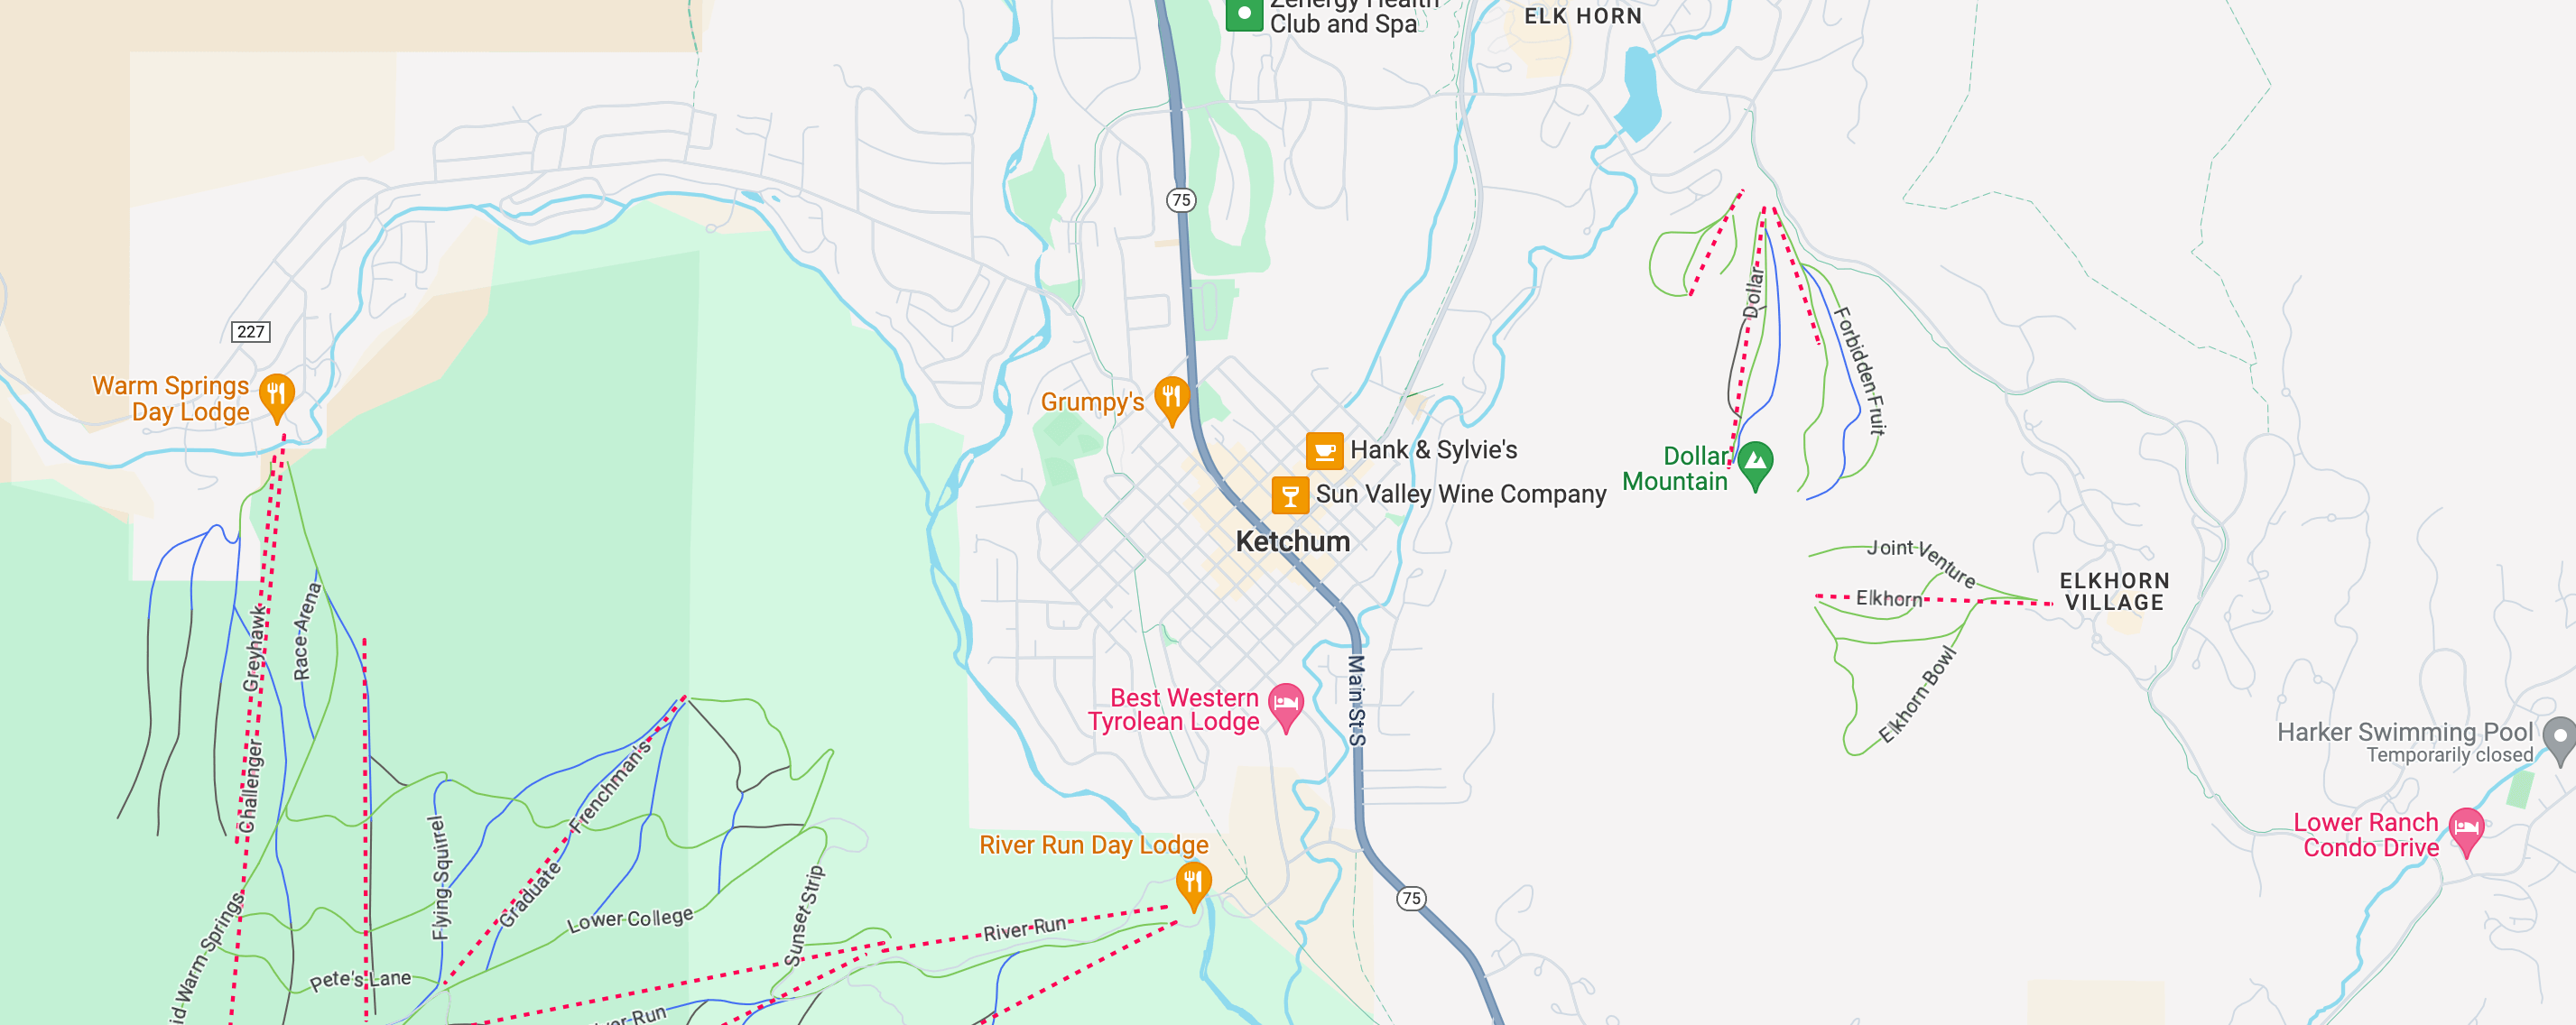 Zenergy Health
Club and Spa
ELK HORN
75
227
Warm Springs
Day Lodge
Grumpy's
Hank & Sylvie's
Sun Valley Wine Company
Ketchum
Dollar
Forbidden Fruit
Dollar
Mountain
Joint Venture
Elkhorn
ELKHORN
VILLAGE
Elkhorn Bowl
Greyhawk
Race Arena
Challenger
Best Western
Tyrolean Lodge
Main St S
Harker Swimming Pool
Temporarily closed
Lower Ranch
Condo Drive
Frenchman's
Flying Squirrel
Graduate
Lower College
Sunset Strip
River Run Day Lodge
River Run
75
id Warm Springs
Pete's Lane
ver Run